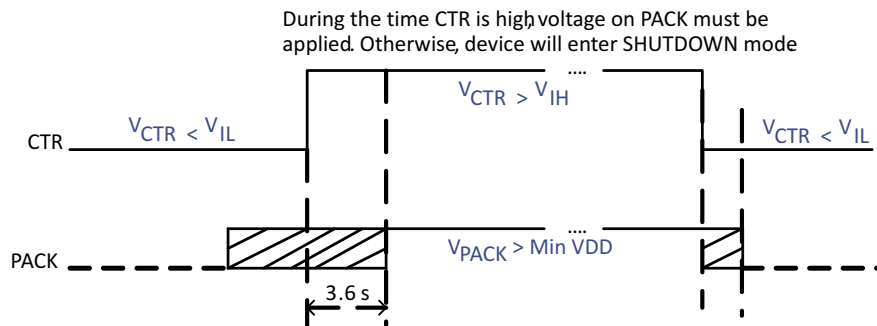 During the time CTR is high, voltage on PACK must be
applied. Otherwise, device will enter SHUTDOWN mode
....
VCTR < VIL
VCTR > VIH
VCTR < VIL
CTR
....
VPACK > Min VDD
PACK
3.6 s